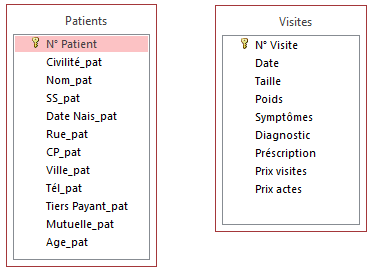 Patients
N° Patient
Civilité_pat
Nom_pat
SS_pat
Date Nais_pat
Rue_pat
CP_pat
Ville_pat
Tél_pat
Tiers Payant_pat
Mutuelle_pat
Age_pat
Visites
N° Visite
Date
Taille
Poids
Symptômes
Diagnostic
Préscription
Prix visites
Prix actes